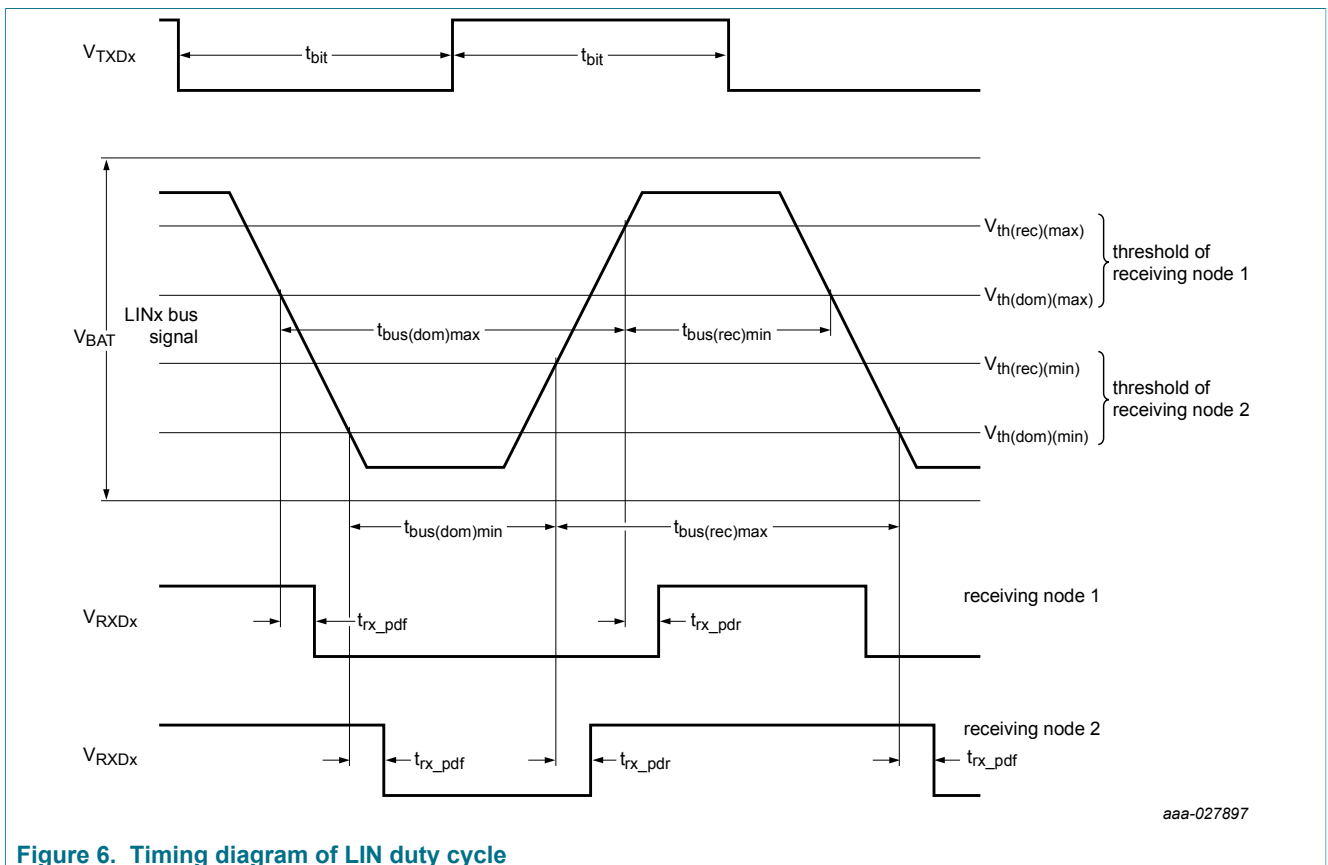 VTXDx
tbit
tbit
Vth(rec)(max)
threshold of
receiving node 1
Vth(dom)(max)
LINx bus
signal
VBAT
tbus(dom)max
tbus(rec)min
Vth(rec)(min)
threshold of
receiving node 2
Vth(dom)(min)
tbus(dom)min
tbus(rec)max
receiving node 1
VRXDx
trx_pdf
trx_pdr
receiving node 2
VRXDx
trx_pdf
trx_pdr
trx_pdf
aaa-027897
Figure 6. Timing diagram of LIN duty cycle